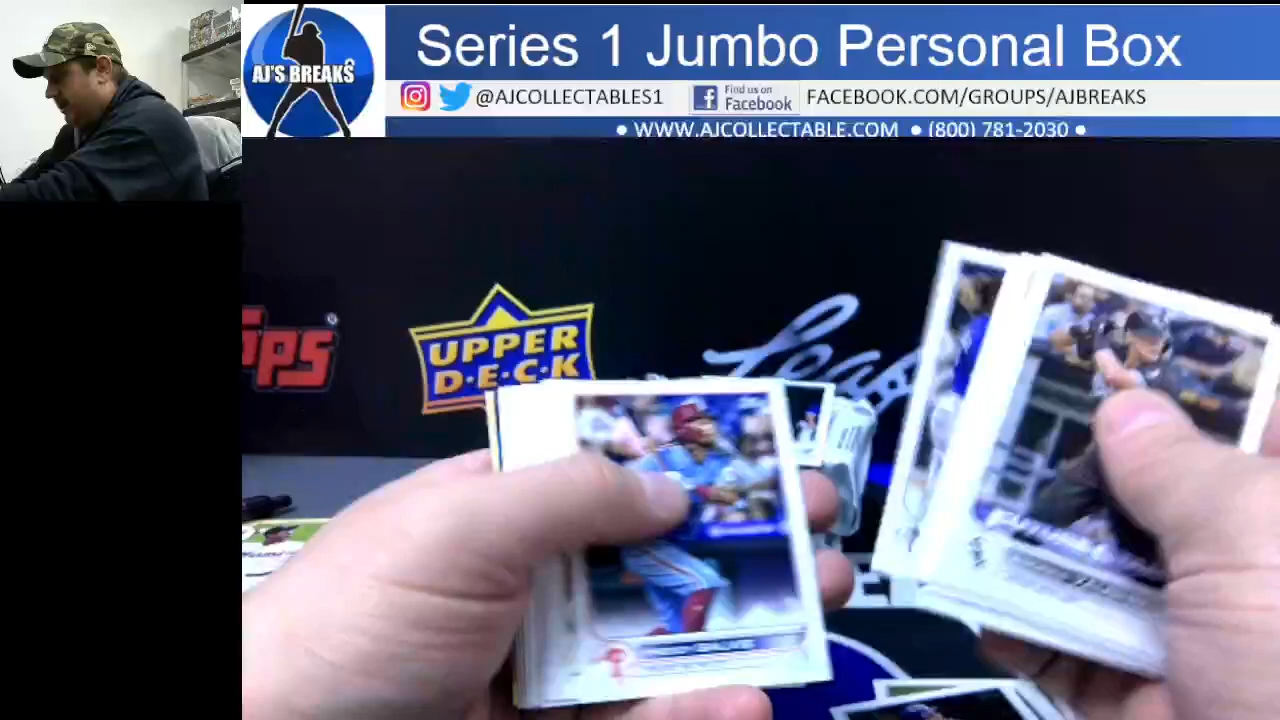 Series 1 Jumbo Personal Box
AJ'S BREAKS
@AJCOLLECTABLES1
Find us on
Facebook
FACEBOOK.COM/GROUPS/AJBREAKS
• WWW.AJCOLLECTABLE.COM • (800) 781-2030 •
UPPER
D·E·C·K
Leaf